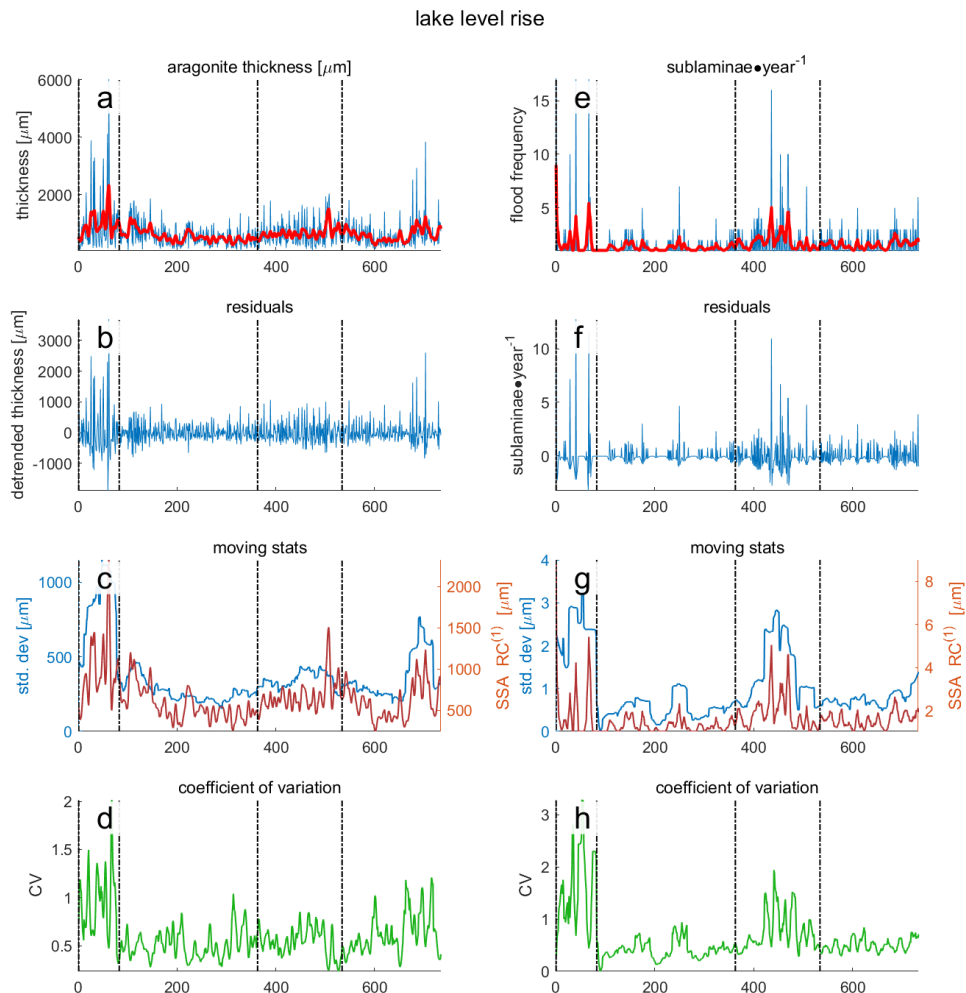 lake level rise
aragonite thickness [μm]
thickness [μm]
a
6000
4000
2000
0
200
400
600
sublaminae●year⁻¹
flood frequency
e
15
10
5
0
200
400
600
residuals
detrended thickness [μm]
b
3000
2000
1000
0
-1000
0
200
400
600
residuals
sublaminae●year⁻¹
f
10
5
0
0
200
400
600
moving stats
std. dev [μm]
c
1000
500
0
0
200
400
600
2000
1500
1000
500
SSA RC⁽¹⁾ [μm]
moving stats
std. dev [μm]
g
4
3
2
1
0
0
200
400
600
8
6
4
2
SSA RC⁽¹⁾ [μm]
coefficient of variation
CV
d
2
1.5
1
0.5
0
200
400
600
coefficient of variation
CV
h
3
2
1
0
0
200
400
600